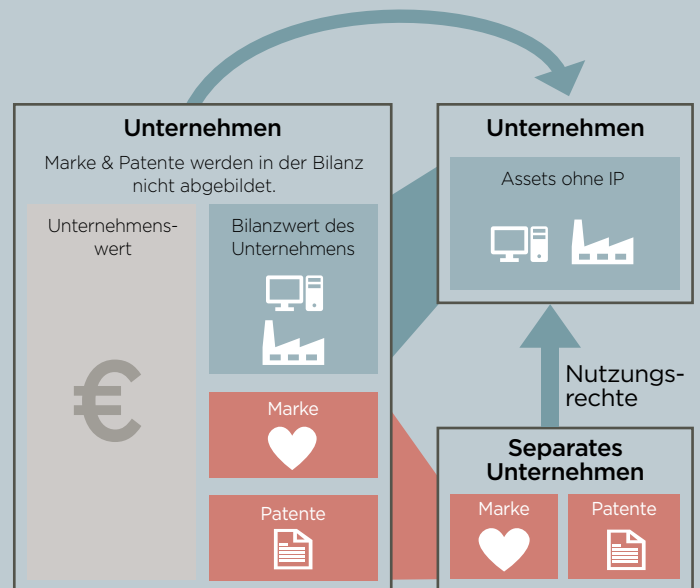 Unternehmen
Marke & Patente werden in der Bilanz
nicht abgebildet.
Unternehmens-
wert
€
Bilanzwert des
Unternehmens
Marke
Patente
Unternehmen
Assets ohne IP
Nutzungs-
rechte
Separates
Unternehmen
Marke
Patente